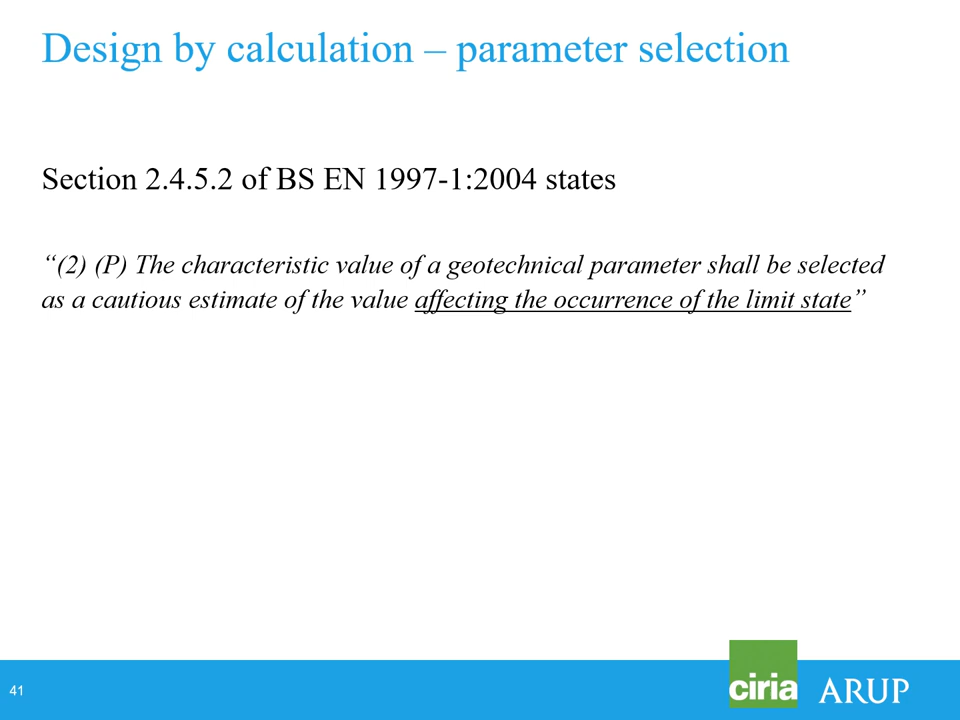 Design by calculation – parameter selection
Section 2.4.5.2 of BS EN 1997-1:2004 states
“(2) (P) The characteristic value of a geotechnical parameter shall be selected
as a cautious estimate of the value affecting the occurrence of the limit state”
41
ciria
ARUP